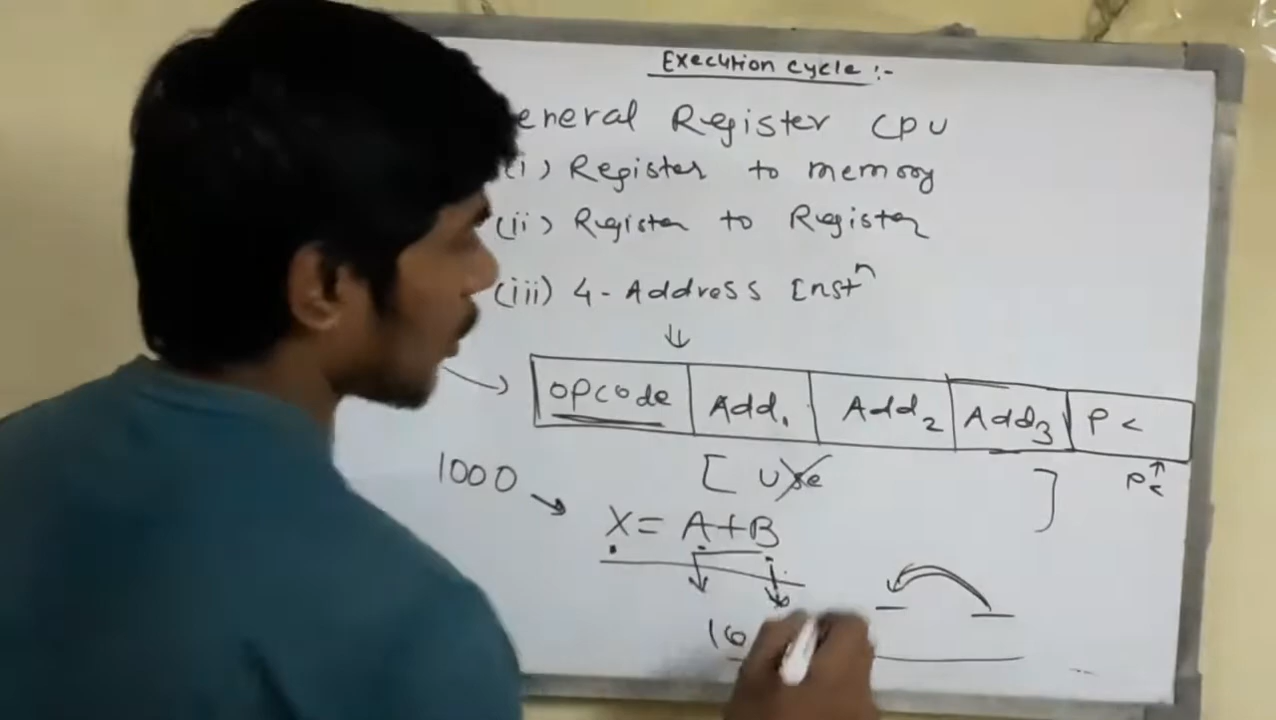 Execution cycle :-
eneral Register CPU
(i) Register to memory
(ii) Register to Register
(iii) 4-Address Instⁿ
opcode Add₁ Add₂ Add₃ PC
[ Use ] PC
1000
X = A+B